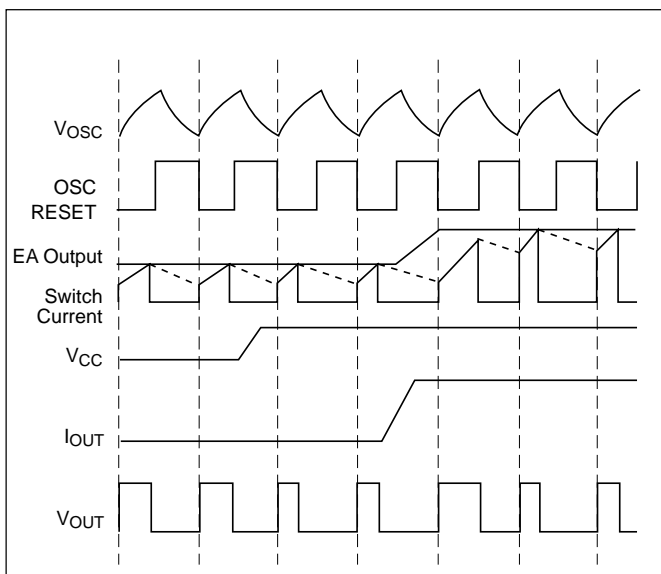 VOSC
OSC
RESET
EA Output
Switch
Current
VCC
IOUT
VOUT